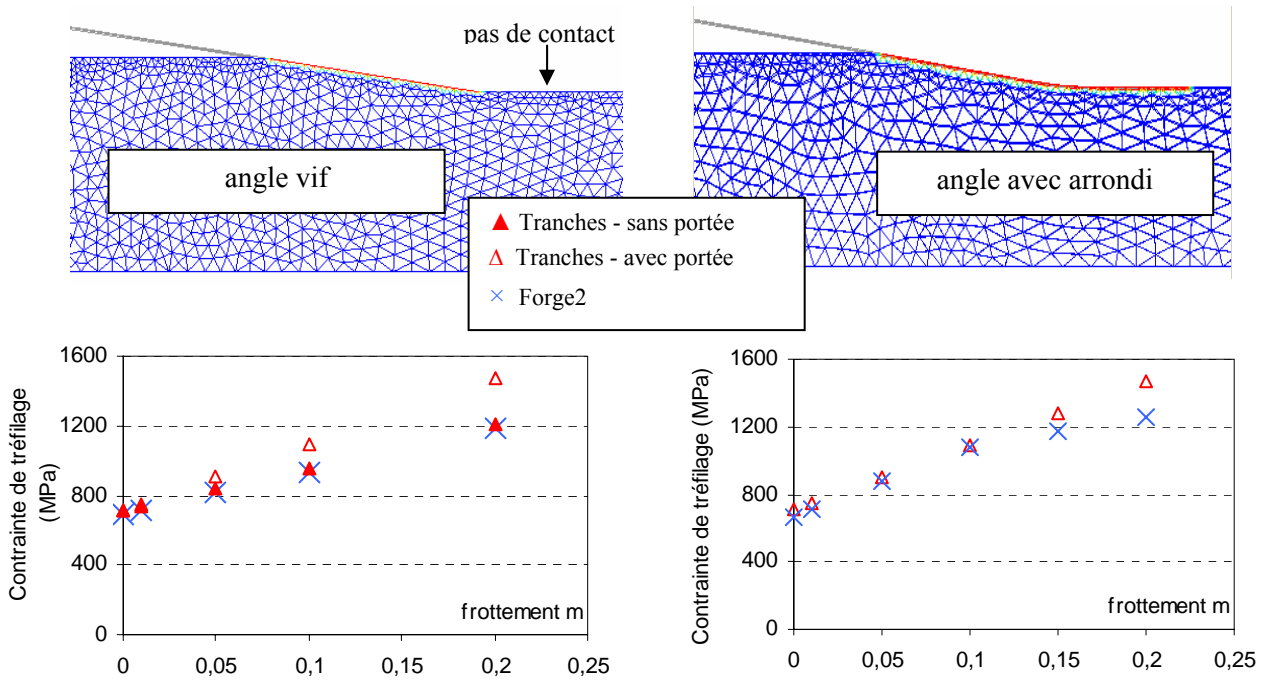 pas de contact
angle vif
angle avec arrondi
Tranches - sans portée
Tranches - avec portée
Forge2
Contrainte de tréfilage
(MPa)
1600
1200
800
400
0
frottement m
0
0,05
0,1
0,15
0,2
0,25
Contrainte de tréfilage (MPa)
1600
1200
800
400
0
frottement m
0
0,05
0,1
0,15
0,2
0,25